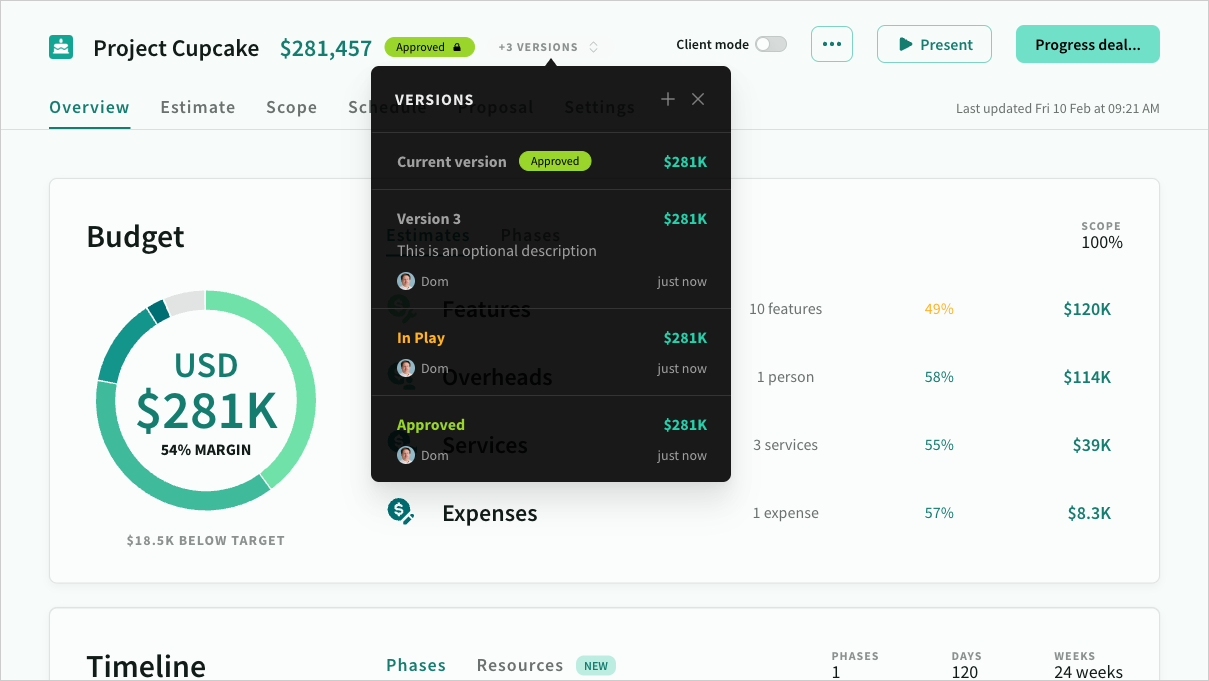 Project Cupcake $281,457 Approved +3 VERSIONS Client mode Present Progress deal...
Overview Estimate Scope Schedule Proposal Settings Last updated Fri 10 Feb at 09:21 AM
VERSIONS
Current version Approved $281K
Version 3 $281K
This is an optional description
Dom just now
In Play $281K
Dom just now
Approved $281K
Dom just now
Budget
Estimates Phases
SCOPE
100%
USD
$281K
54% MARGIN
$18.5K BELOW TARGET
Features 10 features 49% $120K
Overheads 1 person 58% $114K
Services 3 services 55% $39K
Expenses 1 expense 57% $8.3K
Timeline
Phases Resources NEW
PHASES
1
DAYS
120
WEEKS
24 weeks